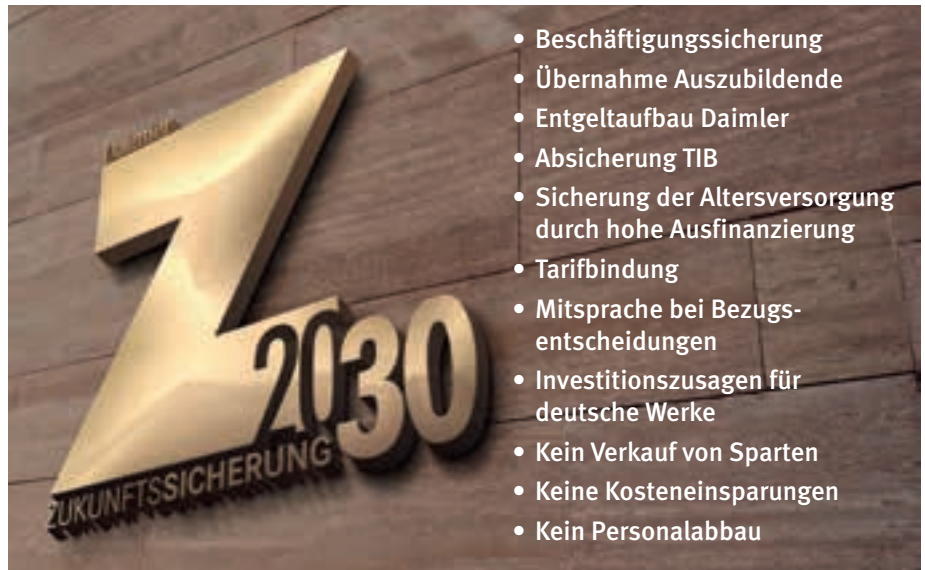 Z
2030
ZUKUNFTSSICHERUNG
• Beschäftigungssicherung
• Übernahme Auszubildende
• Entgeltaufbau Daimler
• Absicherung TIB
• Sicherung der Altersversorgung
durch hohe Ausfinanzierung
• Tarifbindung
• Mitsprache bei Bezugs-
entscheidungen
• Investitionszusagen für
deutsche Werke
• Kein Verkauf von Sparten
• Keine Kosteneinsparungen
• Kein Personalabbau